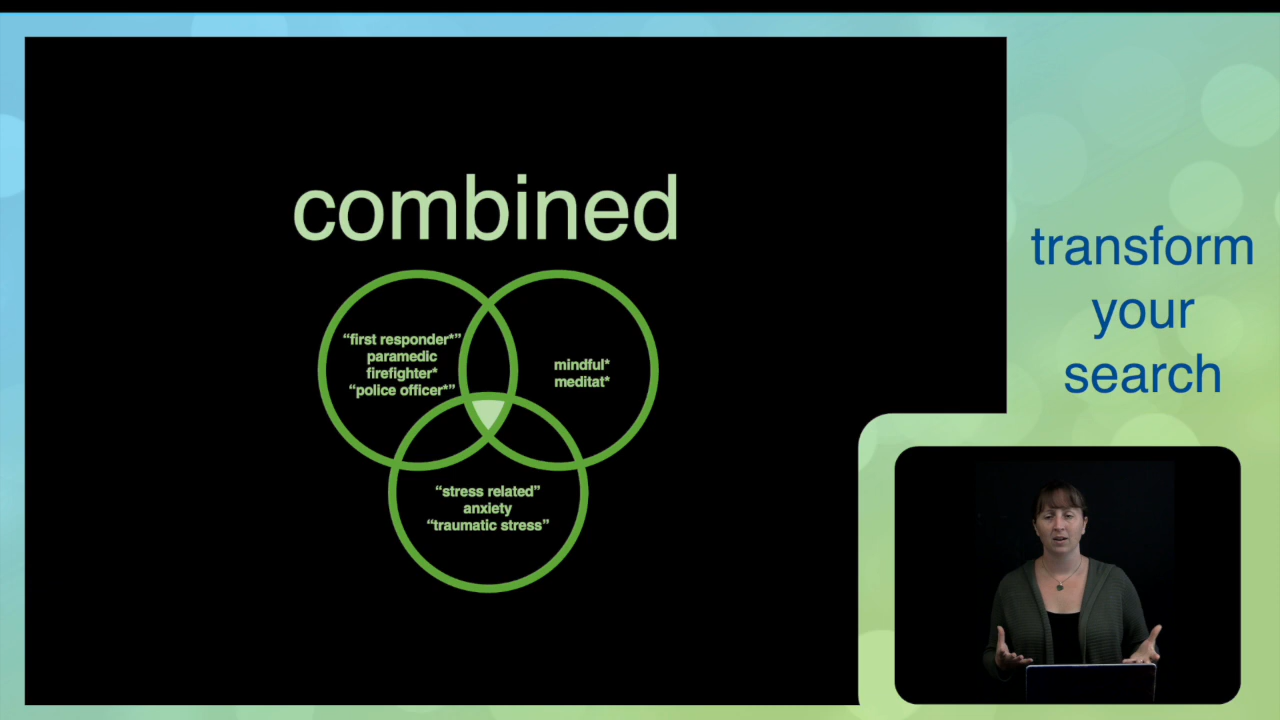 combined
“first responder*”
paramedic
firefighter*
“police officer*”
mindful*
meditat*
“stress related”
anxiety
“traumatic stress”
transform
your
search